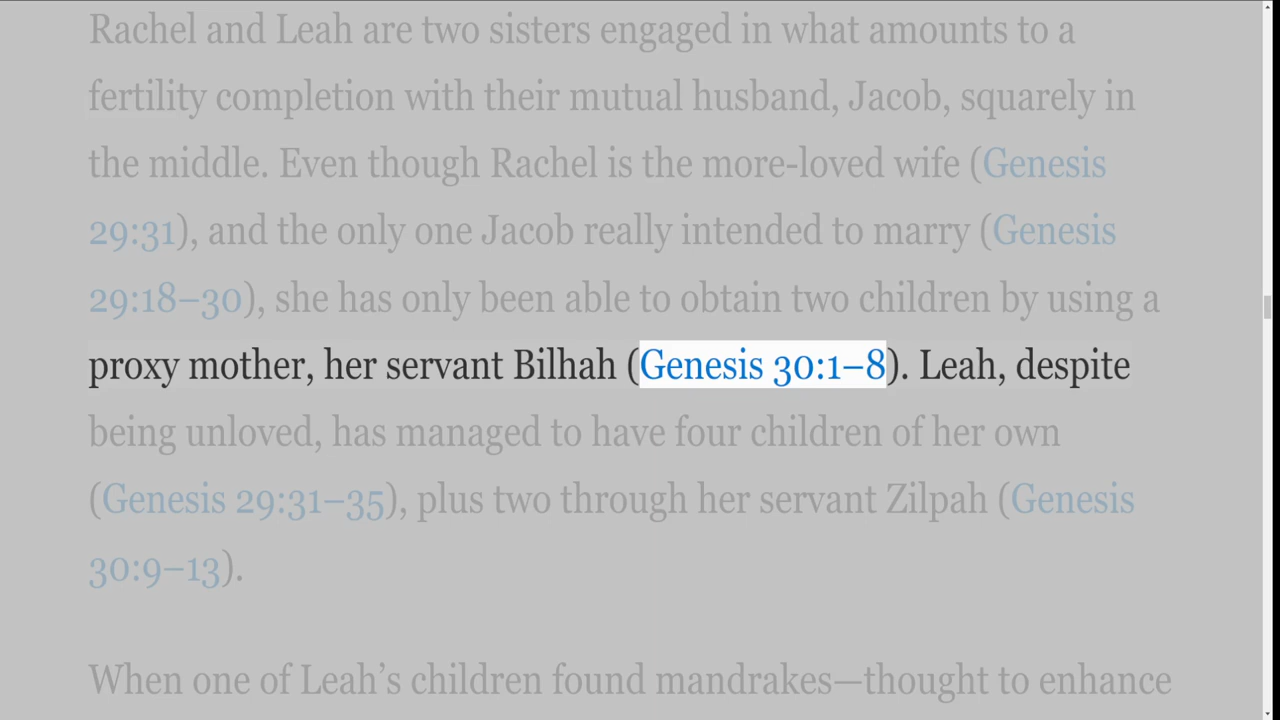 Rachel and Leah are two sisters engaged in what amounts to a
fertility completion with their mutual husband, Jacob, squarely in
the middle. Even though Rachel is the more-loved wife (Genesis
29:31), and the only one Jacob really intended to marry (Genesis
29:18–30), she has only been able to obtain two children by using a
proxy mother, her servant Bilhah (Genesis 30:1–8). Leah, despite
being unloved, has managed to have four children of her own
(Genesis 29:31–35), plus two through her servant Zilpah (Genesis
30:9–13).
When one of Leah’s children found mandrakes—thought to enhance